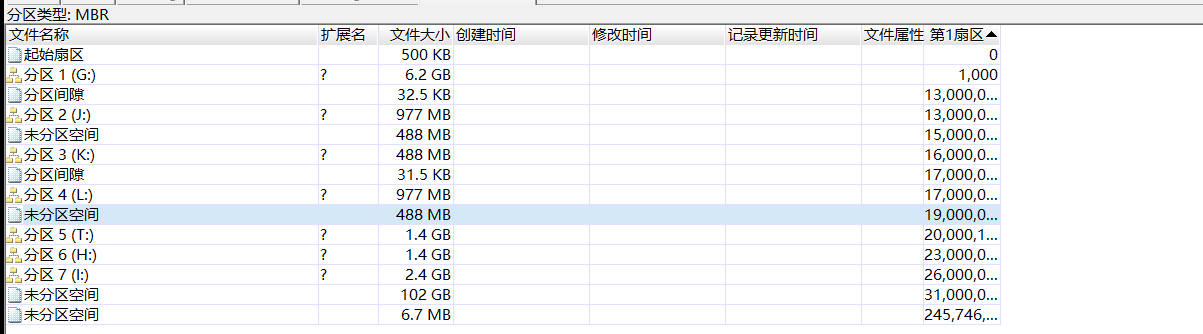 分区类型: MBR
文件名称 扩展名 文件大小 创建时间 修改时间 记录更新时间 文件属性 第1扇区
起始扇区 500 KB 0
分区 1 (G:) ? 6.2 GB 1,000
分区间隙 32.5 KB 13,000,0...
分区 2 (J:) ? 977 MB 13,000,0...
未分区空间 488 MB 15,000,0...
分区 3 (K:) ? 488 MB 16,000,0...
分区间隙 31.5 KB 17,000,0...
分区 4 (L:) ? 977 MB 17,000,0...
未分区空间 488 MB 19,000,0...
分区 5 (T:) ? 1.4 GB 20,000,1...
分区 6 (H:) ? 1.4 GB 23,000,0...
分区 7 (I:) ? 2.4 GB 26,000,0...
未分区空间 102 GB 31,000,0...
未分区空间 6.7 MB 245,746,...